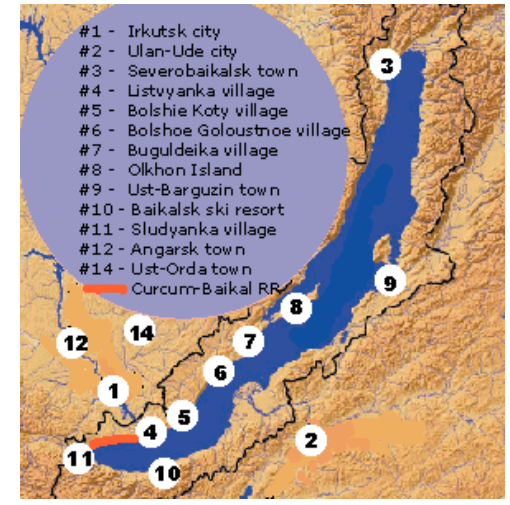 #1 - Irkutsk city
#2 - Ulan-Ude city
#3 - Severobaikalsk town
#4 - Listvyanka village
#5 - Bolshie Koty village
#6 - Bolshoe Goloustnoe village
#7 - Buguldeika village
#8 - Olkhon Island
#9 - Ust-Barguzin town
#10 - Baikalsk ski resort
#11 - Sludyanka village
#12 - Angarsk town
#14 - Ust-Orda town
Curcum-Baikal RR
3
9
8
14
7
12
6
1
5
4
2
11
10